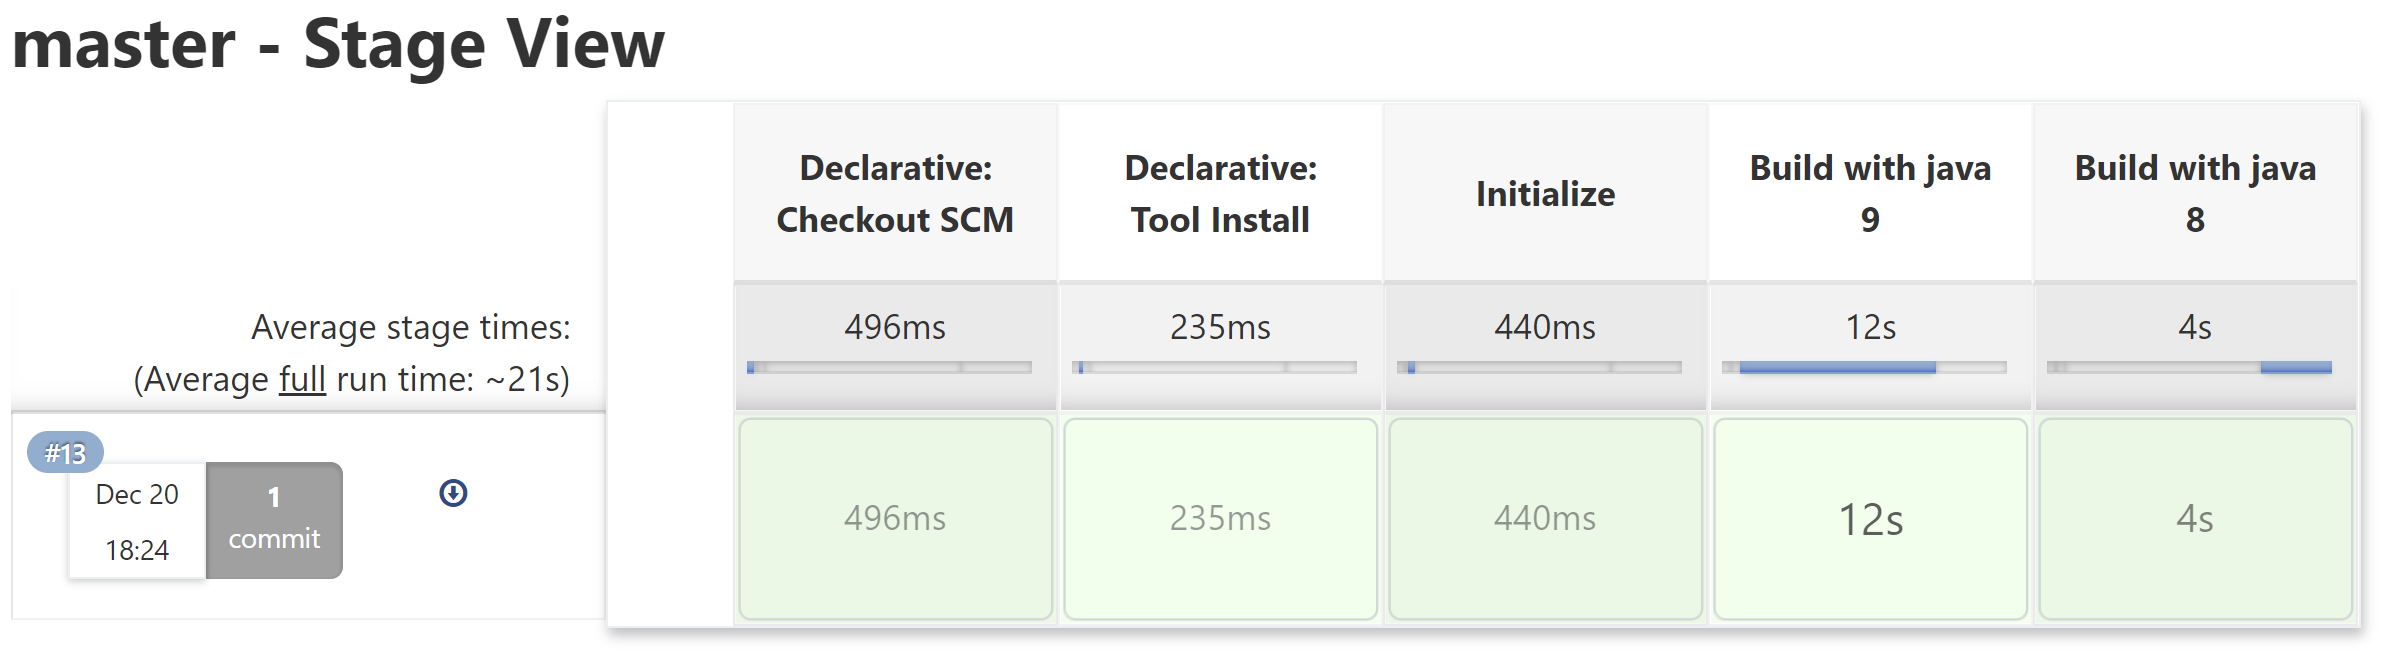 master - Stage View
Declarative:
Checkout SCM
Declarative:
Tool Install
Initialize
Build with java
9
Build with java
8
Average stage times:
(Average full run time: ~21s)
496ms
235ms
440ms
12s
4s
#13
Dec 20
18:24
1
commit
496ms
235ms
440ms
12s
4s